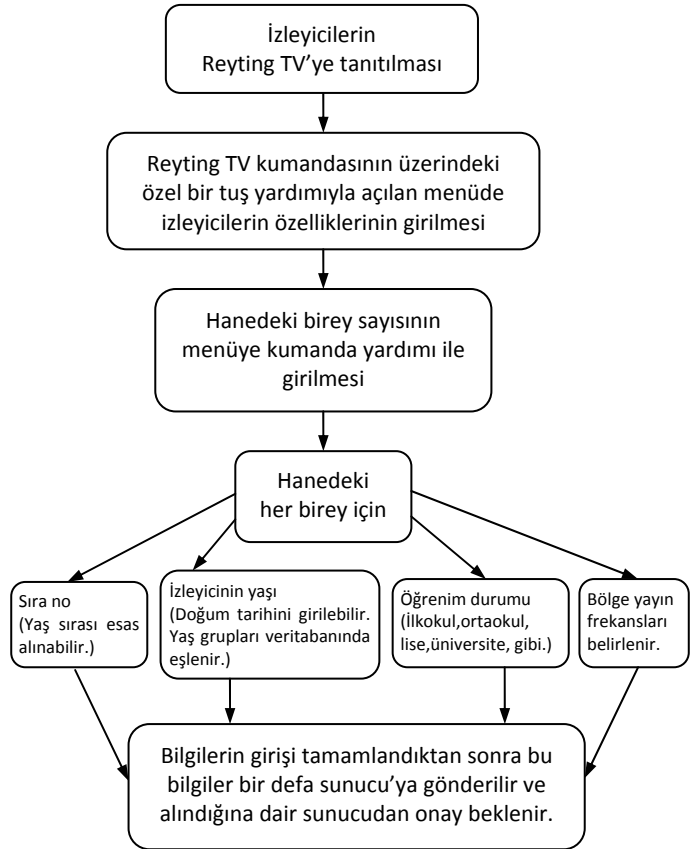 İzleyicilerin
Reyting TV’ye tanıtılması
Reyting TV kumandasının üzerindeki
özel bir tuş yardımıyla açılan menüde
izleyicilerin özelliklerinin girilmesi
Hanedeki birey sayısının
menüye kumanda yardımı ile
girilmesi
Hanedeki
her birey için
Sıra no
(Yaş sırası esas
alınabilir.)
İzleyicinin yaşı
(Doğum tarihini girilebilir.
Yaş grupları veritabanında
eşlenir.)
Öğrenim durumu
(İlkokul,ortaokul,
lise,üniversite, gibi.)
Bölge yayın
frekansları
belirlenir.
Bilgilerin girişi tamamlandıktan sonra bu
bilgiler bir defa sunucu’ya gönderilir ve
alındığına dair sunucudan onay beklenir.